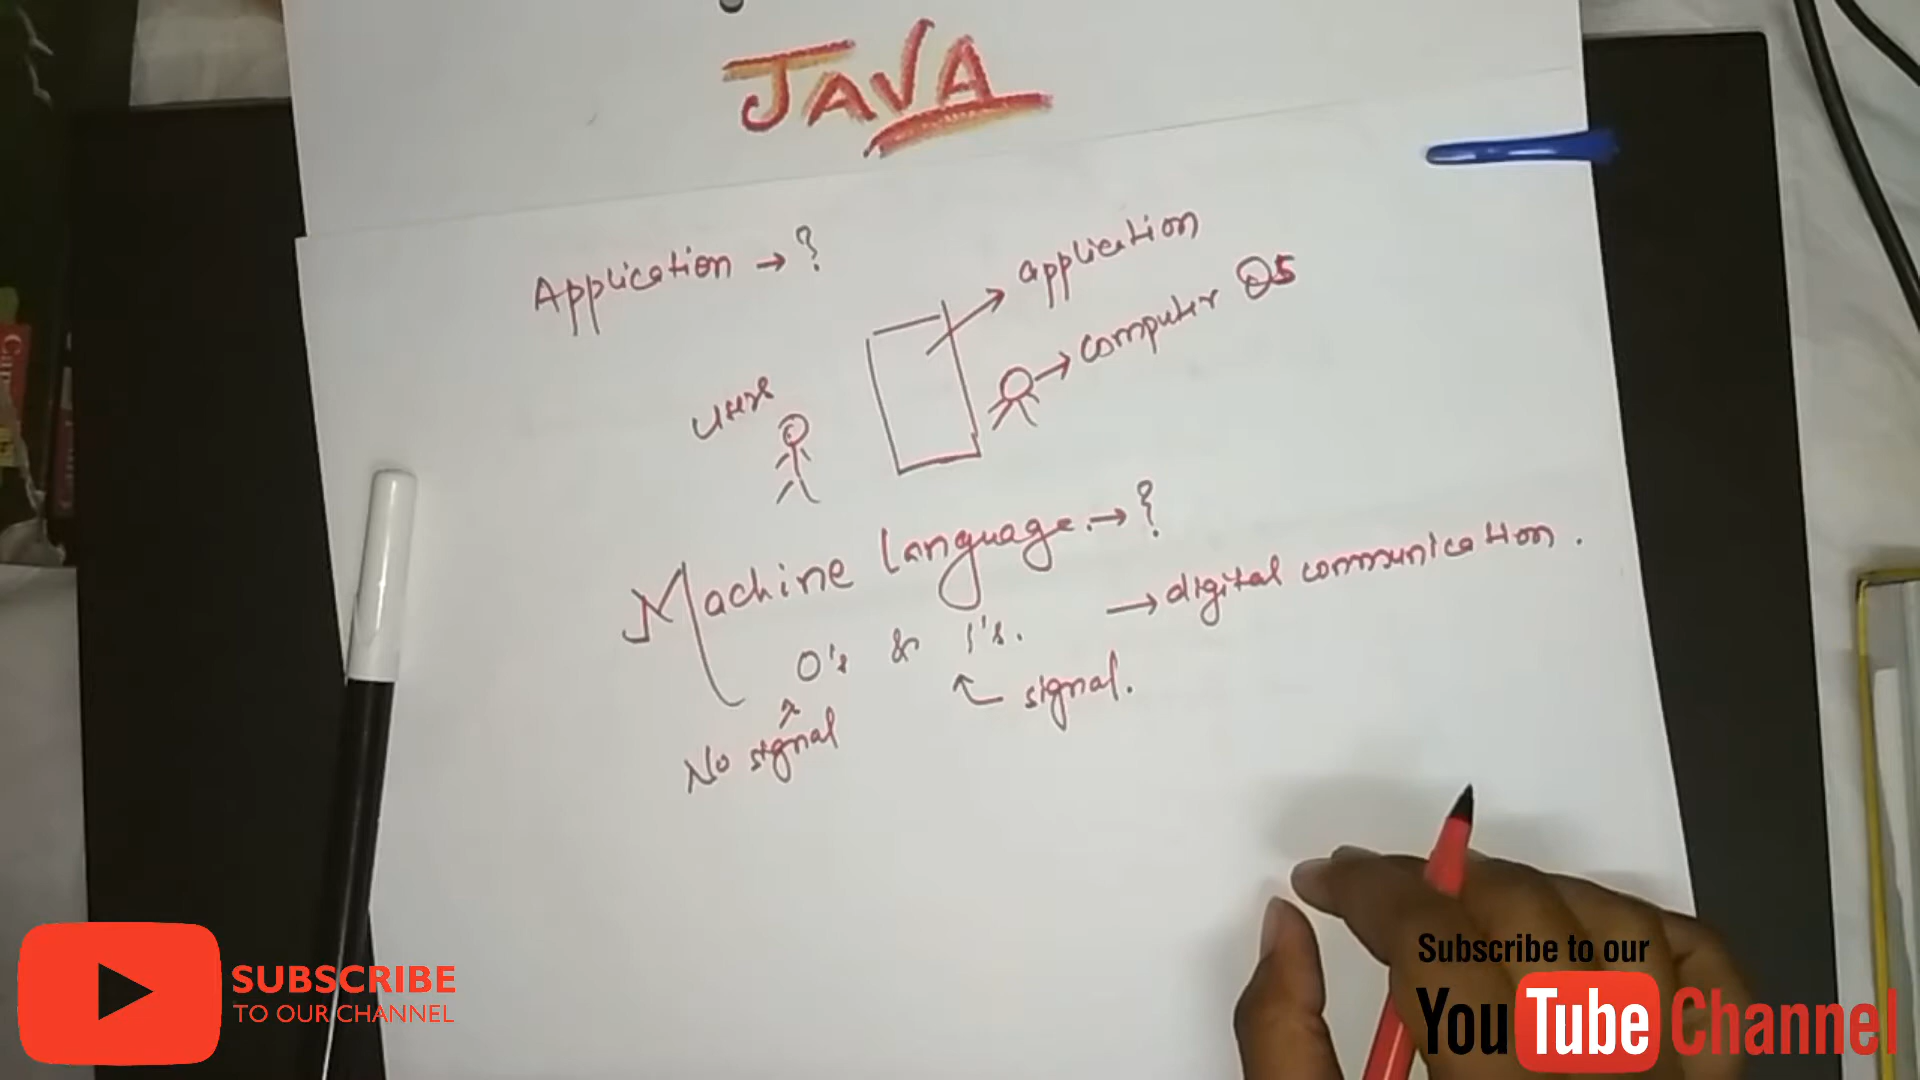 JAVA
Application → ?
→ application
→ computer OS
users
Machine language. → ?
0's & 1's.
→ digital communication.
signal.
No signal
SUBSCRIBE
TO OUR CHANNEL
Subscribe to our
YouTube Channel